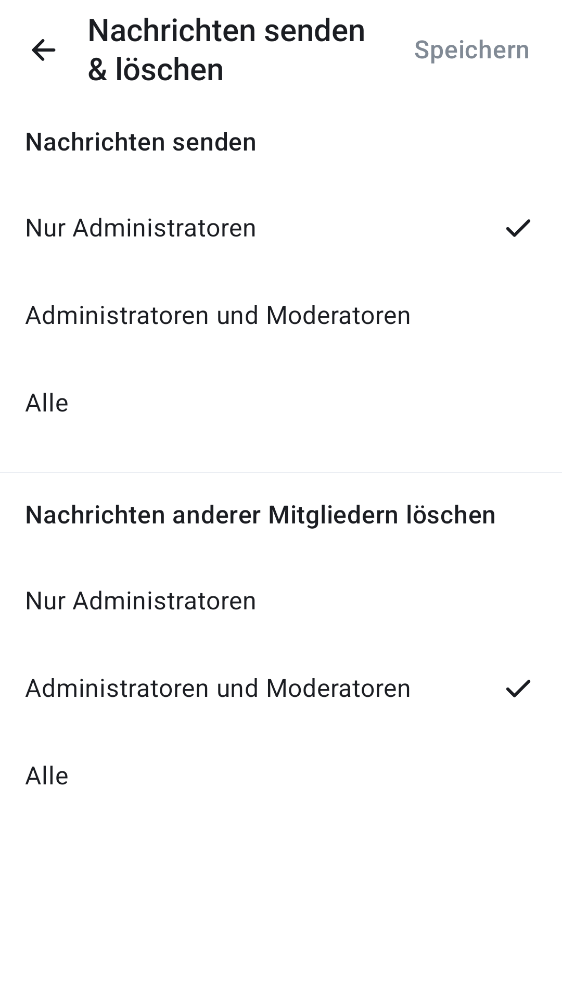 Nachrichten senden
& löschen
Speichern
Nachrichten senden
Nur Administratoren
Administratoren und Moderatoren
Alle
Nachrichten anderer Mitgliedern löschen
Nur Administratoren
Administratoren und Moderatoren
Alle